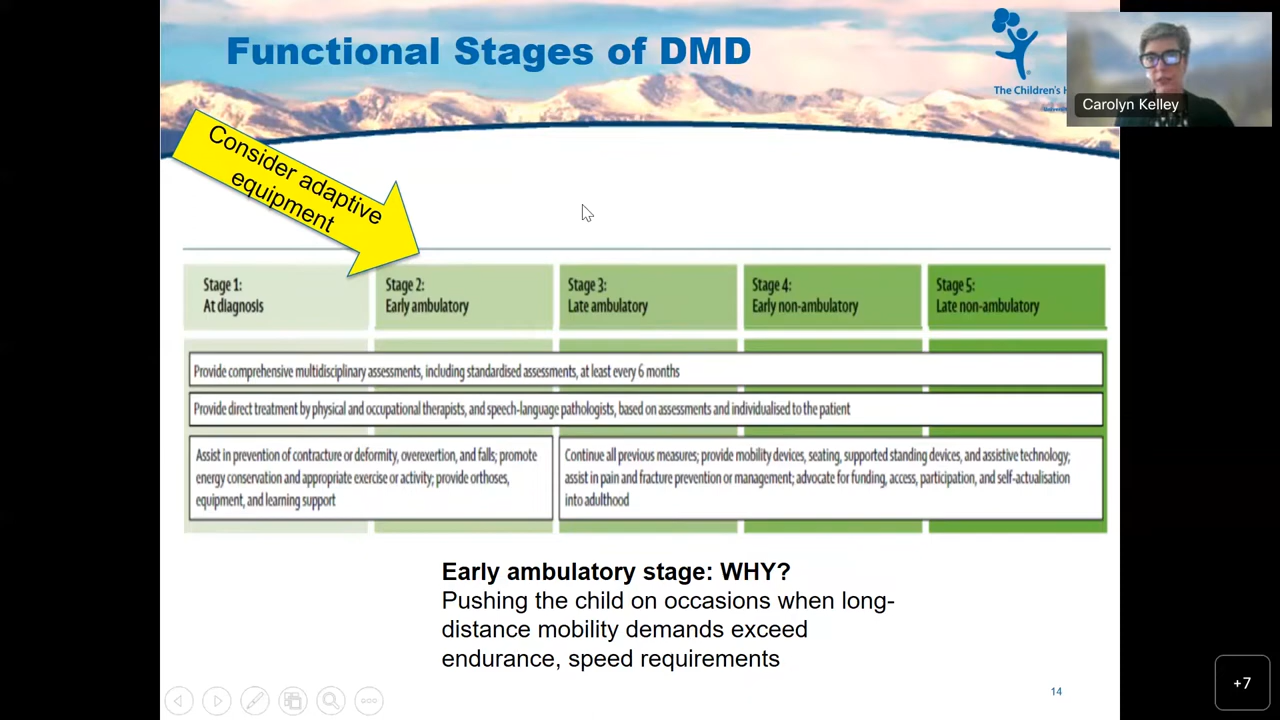 Functional Stages of DMD
The Children's H
Carolyn Kelley
Consider adaptive
equipment
Stage 1:
At diagnosis
Stage 2:
Early ambulatory
Stage 3:
Late ambulatory
Stage 4:
Early non-ambulatory
Stage 5:
Late non-ambulatory
Provide comprehensive multidisciplinary assessments, including standardised assessments, at least every 6 months
Provide direct treatment by physical and occupational therapists, and speech-language pathologists, based on assessments and individualised to the patient
Assist in prevention of contracture or deformity, overexertion, and falls; promote
energy conservation and appropriate exercise or activity; provide orthoses,
equipment, and learning support
Continue all previous measures; provide mobility devices, seating, supported standing devices, and assistive technology;
assist in pain and fracture prevention or management; advocate for funding, access, participation, and self-actualisation
into adulthood
Early ambulatory stage: WHY?
Pushing the child on occasions when long-
distance mobility demands exceed
endurance, speed requirements
14
+7